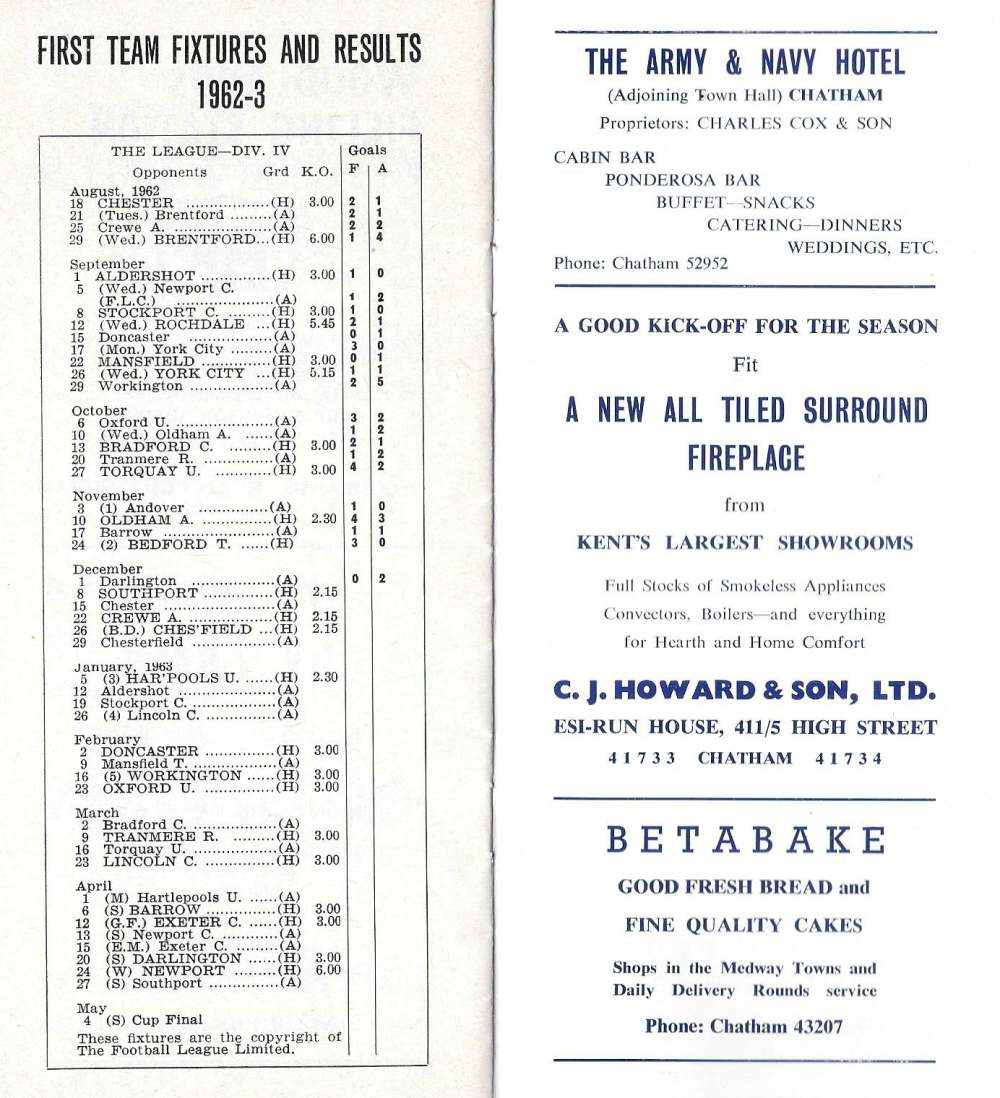 FIRST TEAM FIXTURES AND RESULTS
1962-3
THE LEAGUE—DIV. IV Goals
Opponents Grd K.O. F A
August, 1962
18 CHESTER .................(H) 3.00 2 1
21 (Tues.) Brentford .........(A) 2 1
25 Crewe A. .....................(A) 2 2
29 (Wed.) BRENTFORD...(H) 6.00 1 4
September
1 ALDERSHOT ...............(H) 3.00 1 0
5 (Wed.) Newport C.
(F.L.C.) .....................(A) 1 2
8 STOCKPORT C. .........(H) 3.00 1 0
12 (Wed.) ROCHDALE ...(H) 5.45 2 1
15 Doncaster ..................(A) 0 1
17 (Mon.) York City .........(A) 3 0
22 MANSFIELD ...............(H) 3.00 0 1
26 (Wed.) YORK CITY ...(H) 5.15 1 1
29 Workington ..................(A) 2 5
October
6 Oxford U. .....................(A) 3 2
10 (Wed.) Oldham A. ......(A) 1 2
13 BRADFORD C. .........(H) 3.00 2 1
20 Tranmere R. ...............(A) 1 2
27 TORQUAY U. ............(H) 3.00 4 2
November
3 (1) Andover ...............(A) 1 0
10 OLDHAM A. ...............(H) 2.30 4 3
17 Barrow ........................(A) 1 1
24 (2) BEDFORD T. ......(H) 3 0
December
1 Darlington ..................(A) 0 2
8 SOUTHPORT ...............(H) 2.15
15 Chester ........................(A)
22 CREWE A. ..................(H) 2.15
26 (B.D.) CHES'FIELD ...(H) 2.15
29 Chesterfield ..................(A)
January, 1963
5 (3) HAR'POOLS U. ......(H) 2.30
12 Aldershot .....................(A)
19 Stockport C. ..................(A)
26 (4) Lincoln C. ...............(A)
February
2 DONCASTER ...............(H) 3.00
9 Mansfield T. ..................(A)
16 (5) WORKINGTON ......(H) 3.00
23 OXFORD U. ...............(H) 3.00
March
2 Bradford C. ..................(A)
9 TRANMERE R. .........(H) 3.00
16 Torquay U. ..................(A)
23 LINCOLN C. ...............(H) 3.00
April
1 (M) Hartlepools U. ......(A)
6 (S) BARROW ...............(H) 3.00
12 (G.F.) EXETER C. ......(H) 3.00
13 (S) Newport C. ............(A)
15 (E.M.) Exeter C. .........(A)
20 (S) DARLINGTON ......(H) 3.00
24 (W) NEWPORT .........(H) 6.00
27 (S) Southport ...............(A)
May
4 (S) Cup Final
These fixtures are the copyright of
The Football League Limited.
THE ARMY & NAVY HOTEL
(Adjoining Town Hall) CHATHAM
Proprietors: CHARLES COX & SON
CABIN BAR
PONDEROSA BAR
BUFFET—SNACKS
CATERING—DINNERS
WEDDINGS, ETC.
Phone: Chatham 52952
A GOOD KICK-OFF FOR THE SEASON
Fit
A NEW ALL TILED SURROUND
FIREPLACE
from
KENT'S LARGEST SHOWROOMS
Full Stocks of Smokeless Appliances
Convectors, Boilers—and everything
for Hearth and Home Comfort
C. J. HOWARD & SON, LTD.
ESI-RUN HOUSE, 411/5 HIGH STREET
41733 CHATHAM 41734
BETABAKE
GOOD FRESH BREAD and
FINE QUALITY CAKES
Shops in the Medway Towns and
Daily Delivery Rounds service
Phone: Chatham 43207